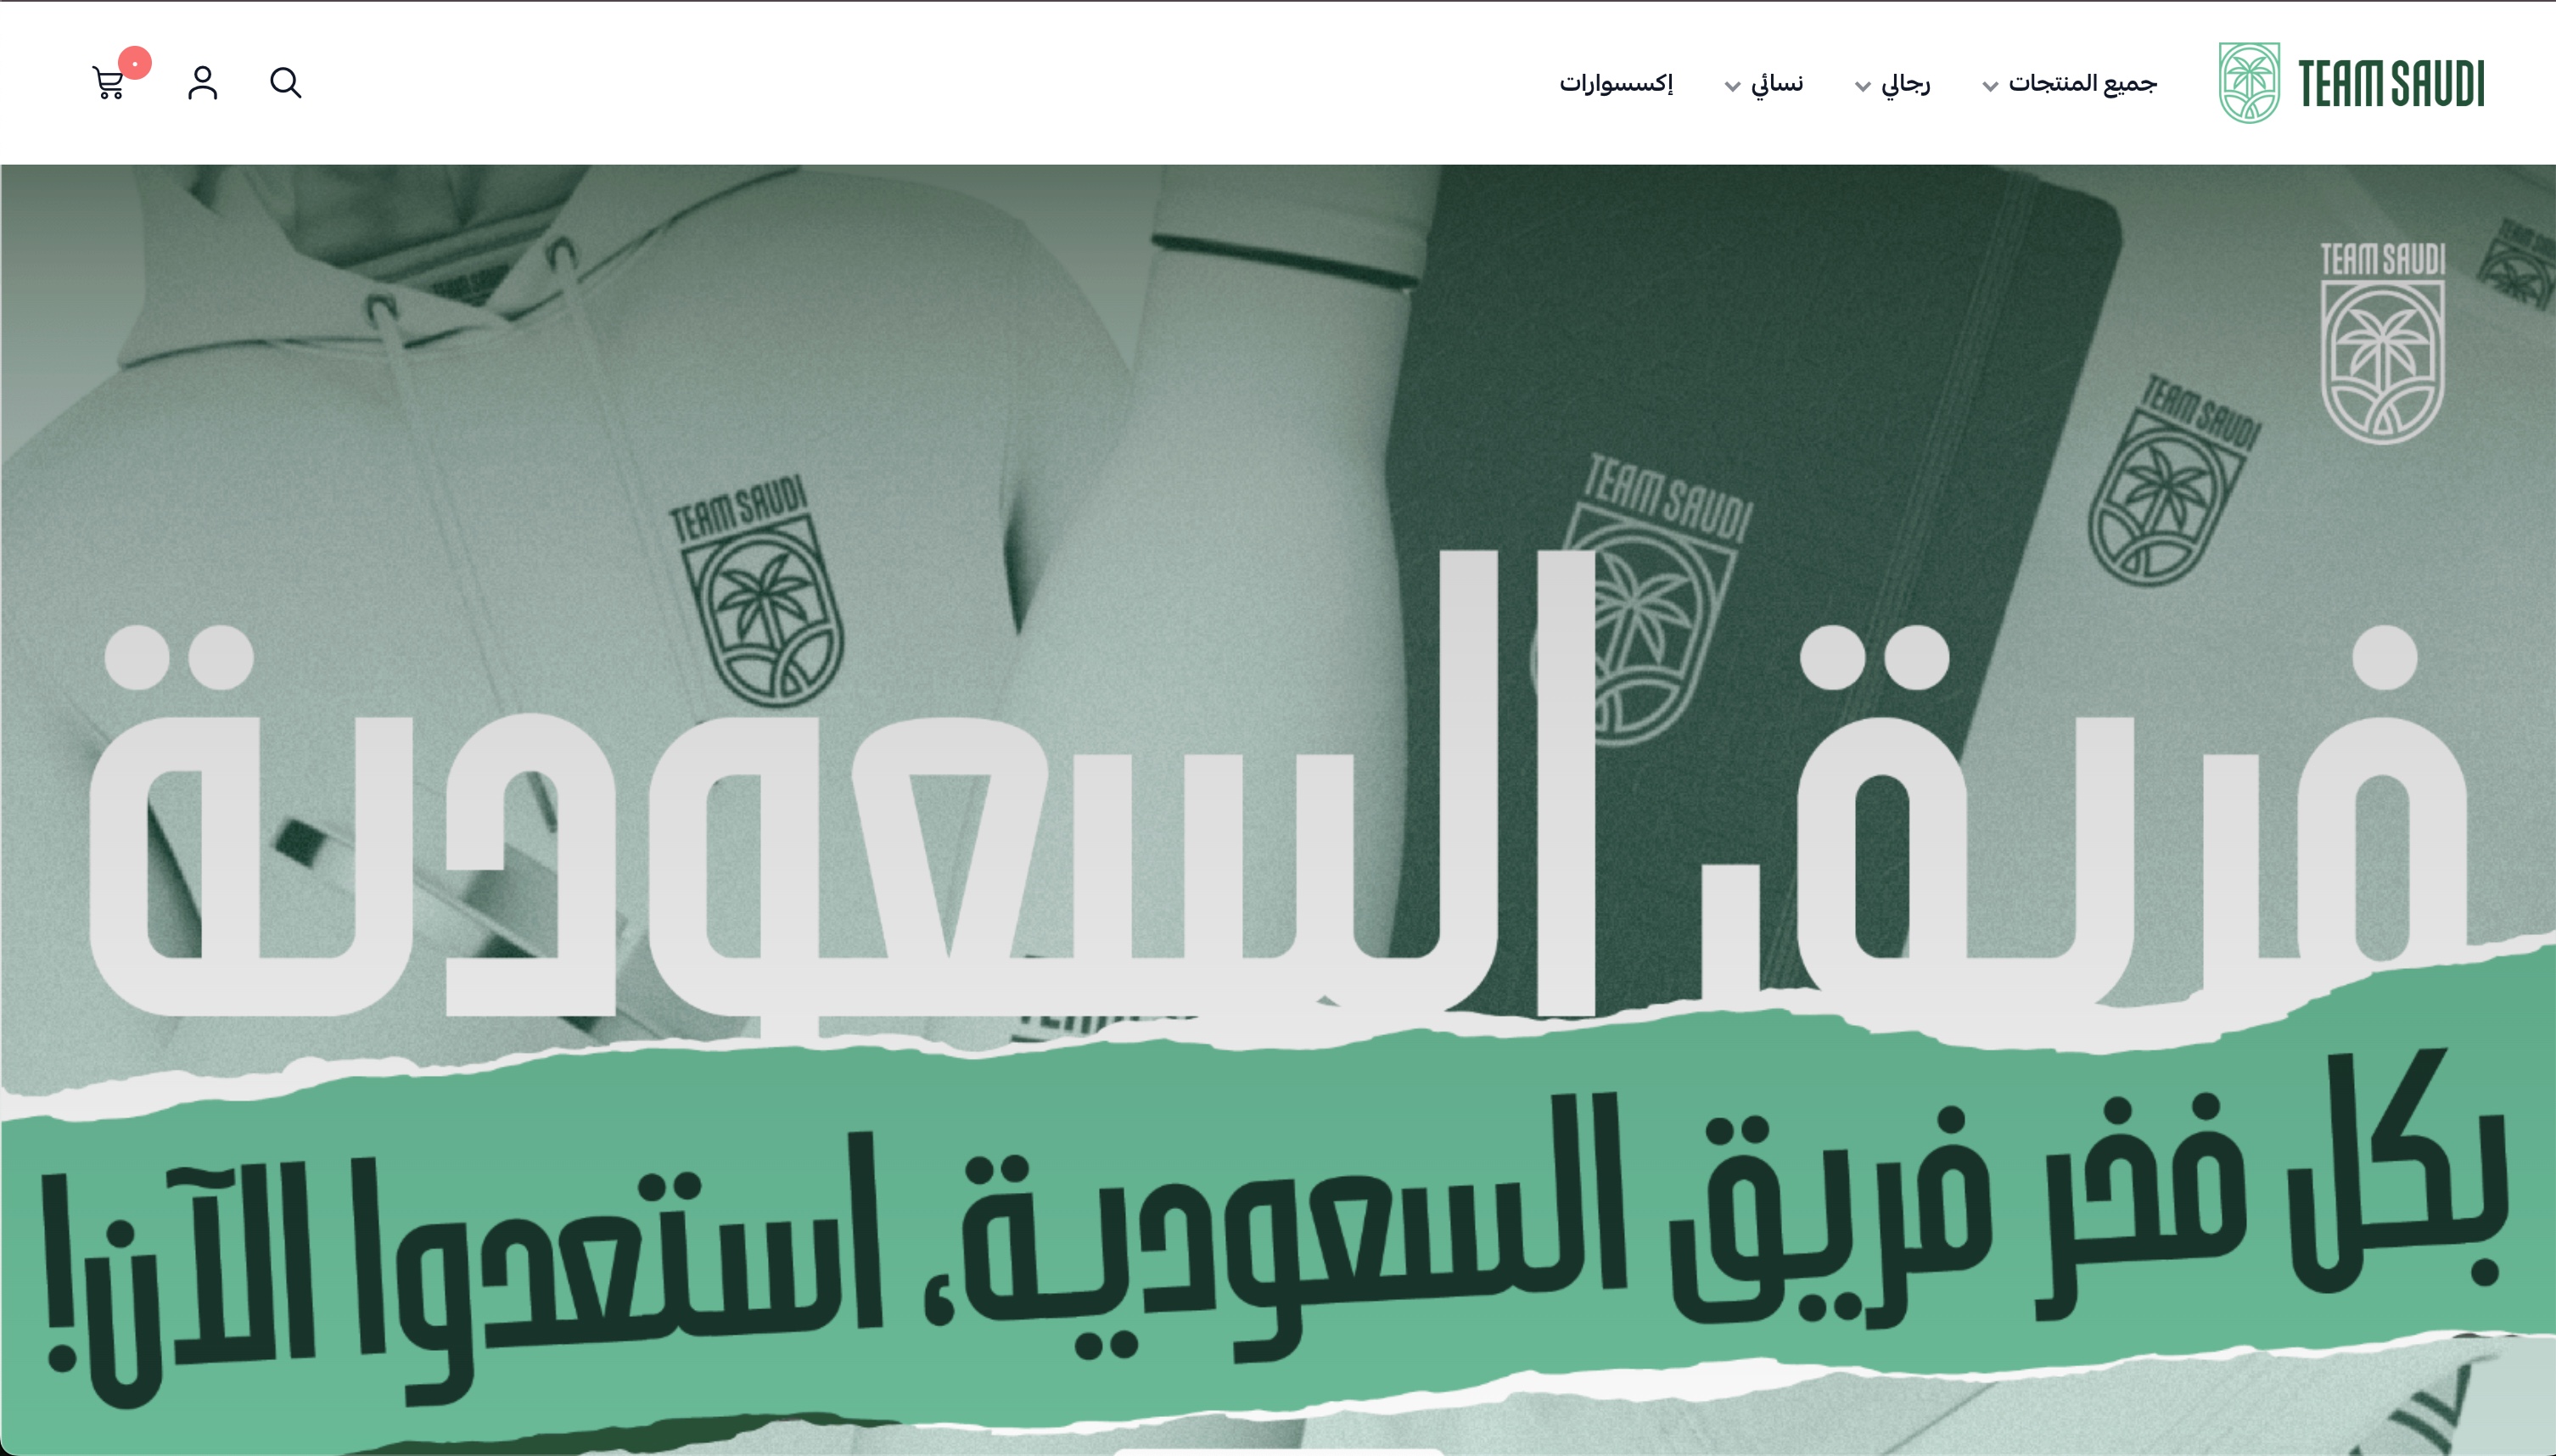 TEAM SAUDI
جميع المنتجات
رجالي
نسائي
إكسسوارات
٠
TEAM SAUDI
TEAM SAUDI
TEAM SAUDI
TEAM SAUDI
فريق السعودية
بكل فخر فريق السعودية، استعدوا الآن!